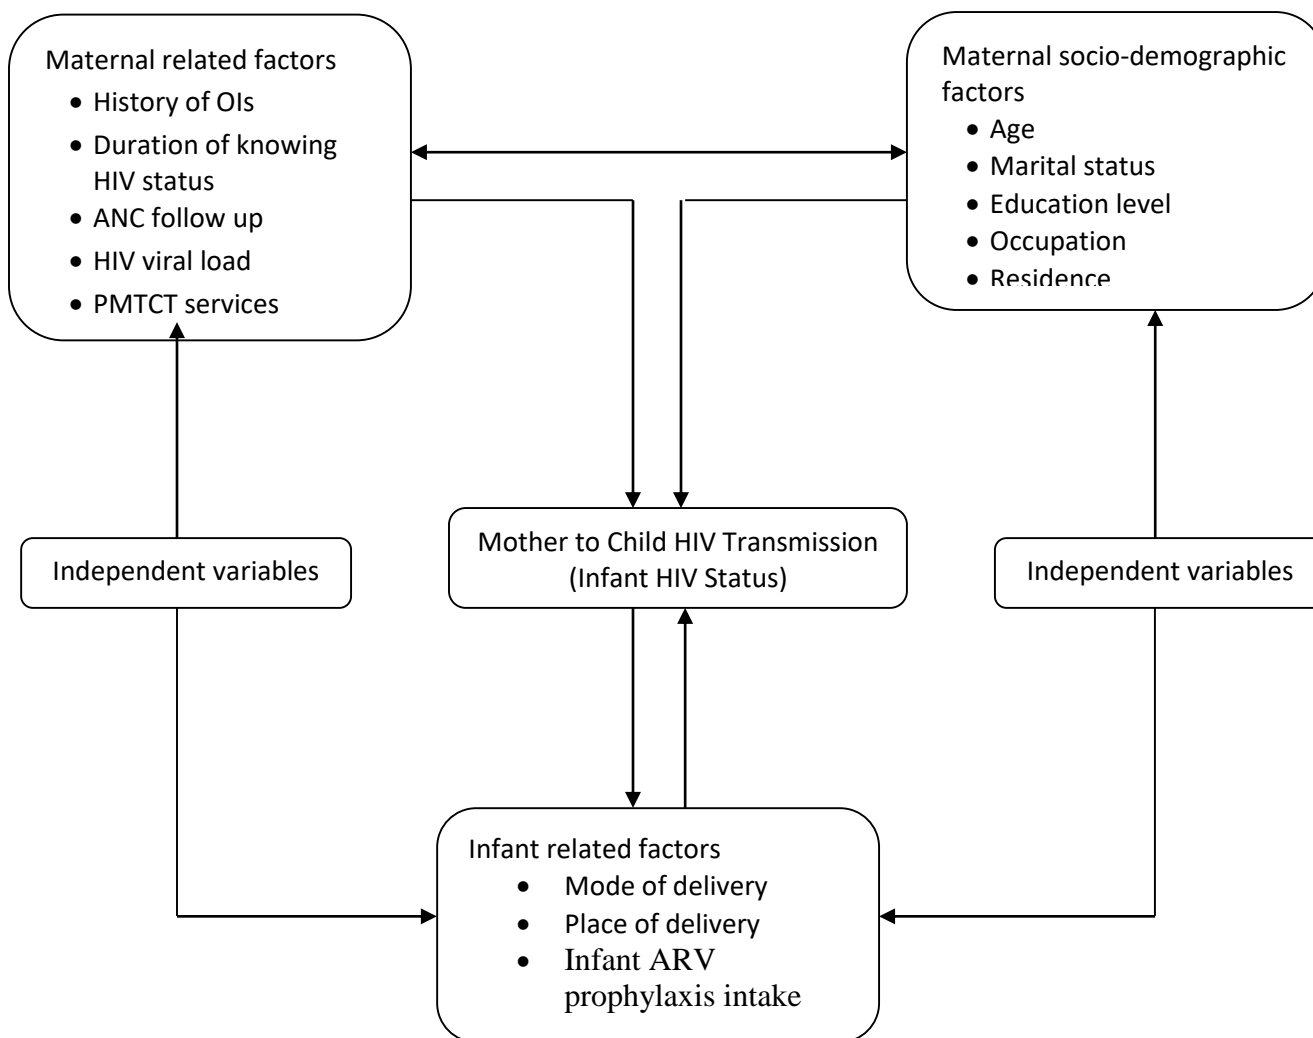 Maternal related factors
• History of OIs
• Duration of knowing
HIV status
• ANC follow up
• HIV viral load
• PMTCT services
Maternal socio-demographic
factors
• Age
• Marital status
• Education level
• Occupation
• Residence
Independent variables
Mother to Child HIV Transmission
(Infant HIV Status)
Independent variables
Infant related factors
• Mode of delivery
• Place of delivery
• Infant ARV
prophylaxis intake